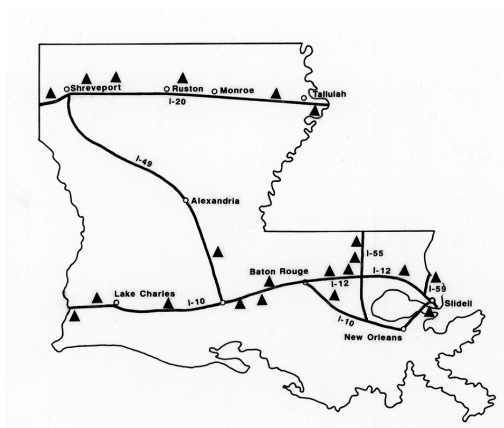 Shreveport
Ruston
Monroe
Tallulah
I-20
I-49
Alexandria
I-55
Baton Rouge
I-12
I-12
I-59
Lake Charles
I-10
Slidell
I-10
New Orleans